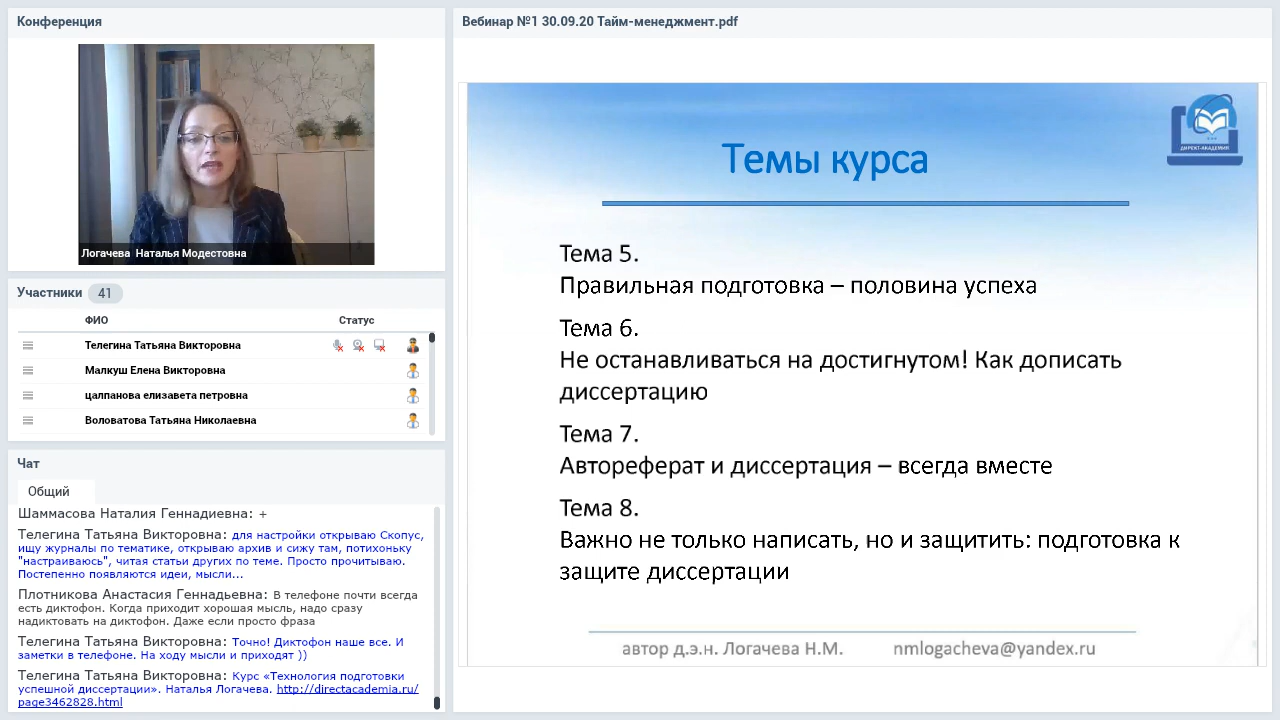 Конференция
Логачева  Наталья Модестовна
Участники 41
ФИО Статус
Телегина Татьяна Викторовна
Малкуш Елена Викторовна
цалпанова елизавета петровна
Воловатова Татьяна Николаевна
Чат
Общий
Шаммасова Наталия Геннадиевна: +
Телегина Татьяна Викторовна: для настройки открываю Скопус,
ищу журналы по тематике, открываю архив и сижу там, потихоньку
"настраиваюсь", читая статьи других по теме. Просто прочитываю.
Постепенно появляются идеи, мысли...
Плотникова Анастасия Геннадьевна: В телефоне почти всегда
есть диктофон. Когда приходит хорошая мысль, надо сразу
надиктовать на диктофон. Даже если просто фраза
Телегина Татьяна Викторовна: Точно! Диктофон наше все. И
заметки в телефоне. На ходу мысли и приходят ))
Телегина Татьяна Викторовна: Курс «Технология подготовки
успешной диссертации». Наталья Логачева. http://directacademia.ru/
page3462828.html
Вебинар №1 30.09.20 Тайм-менеджмент.pdf
ДИРЕКТ-АКАДЕМИЯ
Темы курса
Тема 5.
Правильная подготовка – половина успеха
Тема 6.
Не останавливаться на достигнутом! Как дописать
диссертацию
Тема 7.
Автореферат и диссертация – всегда вместе
Тема 8.
Важно не только написать, но и защитить: подготовка к
защите диссертации
автор д.э.н. Логачева Н.М. nmlogacheva@yandex.ru